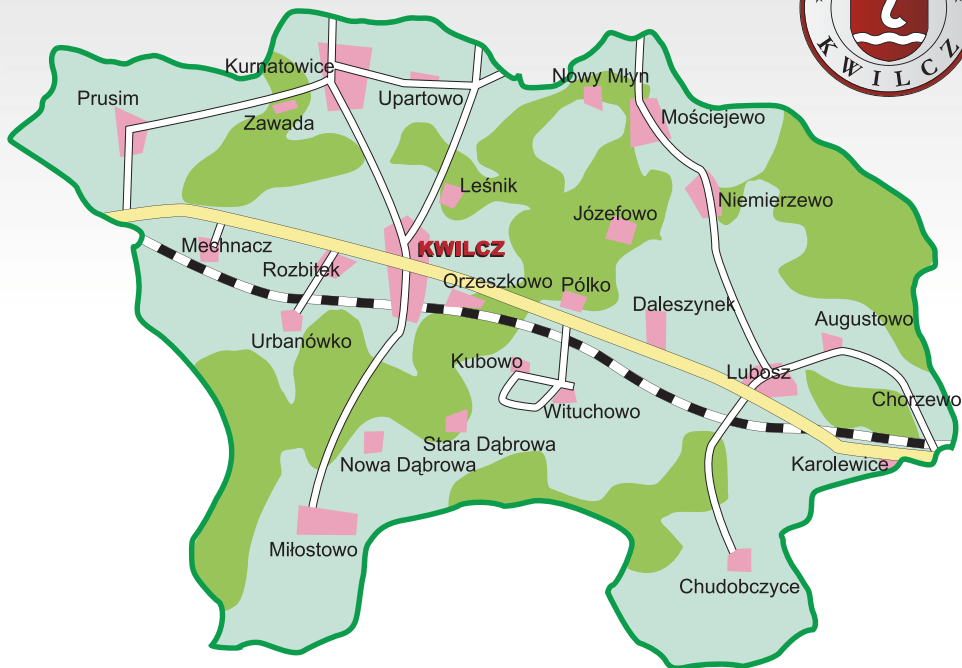 KWILCZ
Kurnatowice
Prusim
Zawada
Upartowo
Nowy Młyn
Mościejewo
Leśnik
Niemierzewo
Józefowo
Mechnacz
KWILCZ
Rozbitek
Orzeszkowo
Pólko
Daleszynek
Augustowo
Urbanówko
Kubowo
Lubosz
Chorzewo
Wituchowo
Stara Dąbrowa
Nowa Dąbrowa
Karolewice
Miłostowo
Chudobczyce